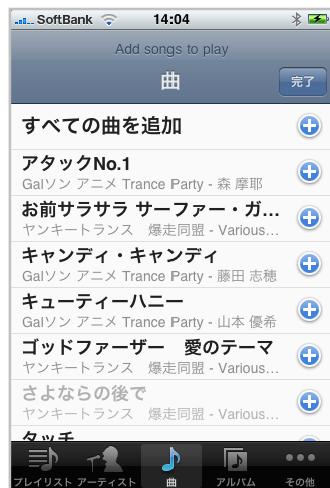 SoftBank 14:04
Add songs to play
曲 完了
すべての曲を追加
アタックNo.1
Galソン アニメ Trance Party - 森 摩耶
お前サラサラ サーファー・ガ…
ヤンキートランス 爆走同盟 - Various…
キャンディ・キャンディ
Galソン アニメ Trance Party - 藤田 志穂
キューティーハニー
Galソン アニメ Trance Party - 山本 優希
ゴッドファーザー 愛のテーマ
ヤンキートランス 爆走同盟 - Various…
さよならの後で
ヤンキートランス 爆走同盟 - Various…
タッチ
プレイリスト アーティスト 曲 アルバム その他